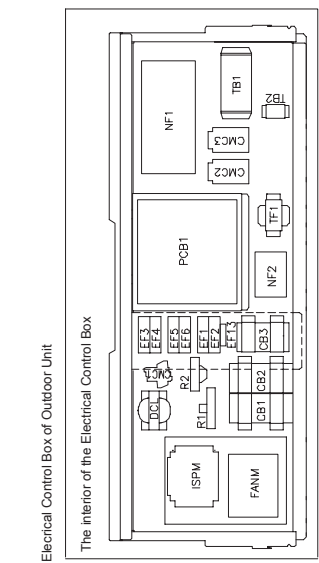 Elecrical Control Box of Outdoor Unit
The interior of the Electrical Control Box
TB1
TB2
NF1
CMC3
CMC2
TF1
PCB1
NF2
EF3
EF4
EF5
EF6
EF1
EF2
EF13
CB3
CMC1
DCL
R2
R1
CB2
CB1
ISPM
FANM